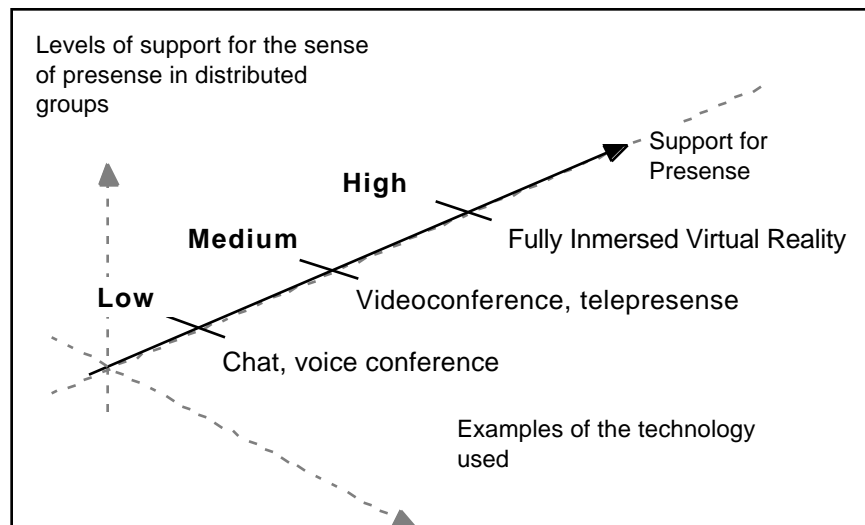 Levels of support for the sense
of presense in distributed
groups
Support for
Presense
High
Fully Inmersed Virtual Reality
Medium
Videoconference, telepresense
Low
Chat, voice conference
Examples of the technology
used